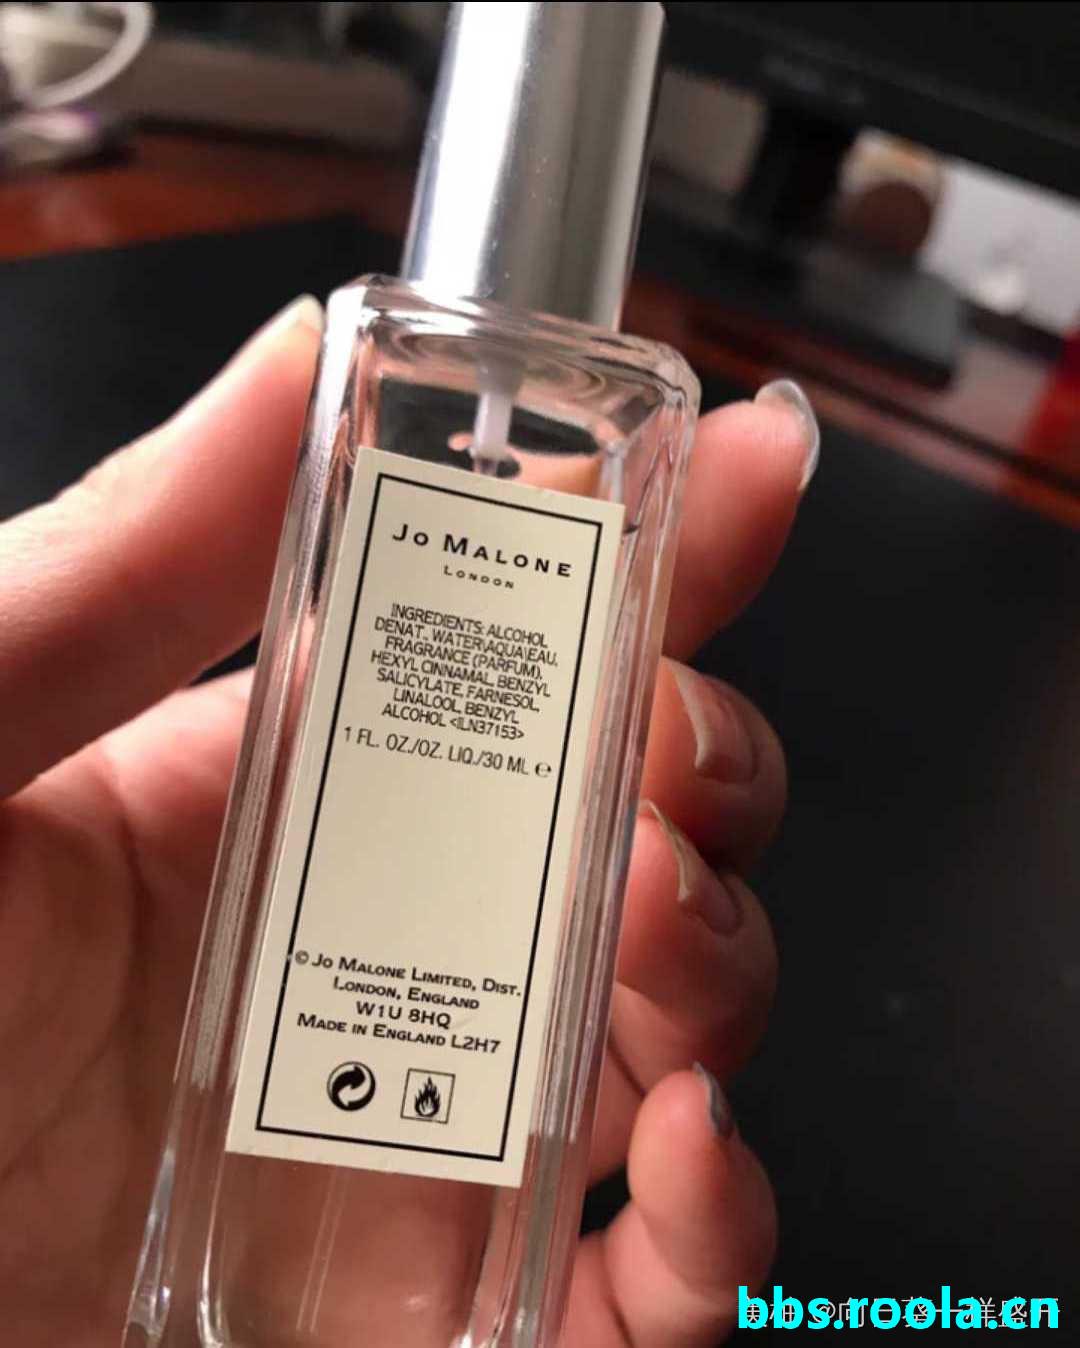 JO MALONE
LONDON
INGREDIENTS: ALCOHOL
DENAT., WATER\AQUA\EAU,
FRAGRANCE (PARFUM),
HEXYL CINNAMAL, BENZYL
SALICYLATE, FARNESOL,
LINALOOL, BENZYL
ALCOHOL <ILN37153>
1 FL. OZ./OZ. LIQ./30 ML ℮
© JO MALONE LIMITED, DIST.
LONDON, ENGLAND
W1U 8HQ
MADE IN ENGLAND L2H7
bbs.roola.cn